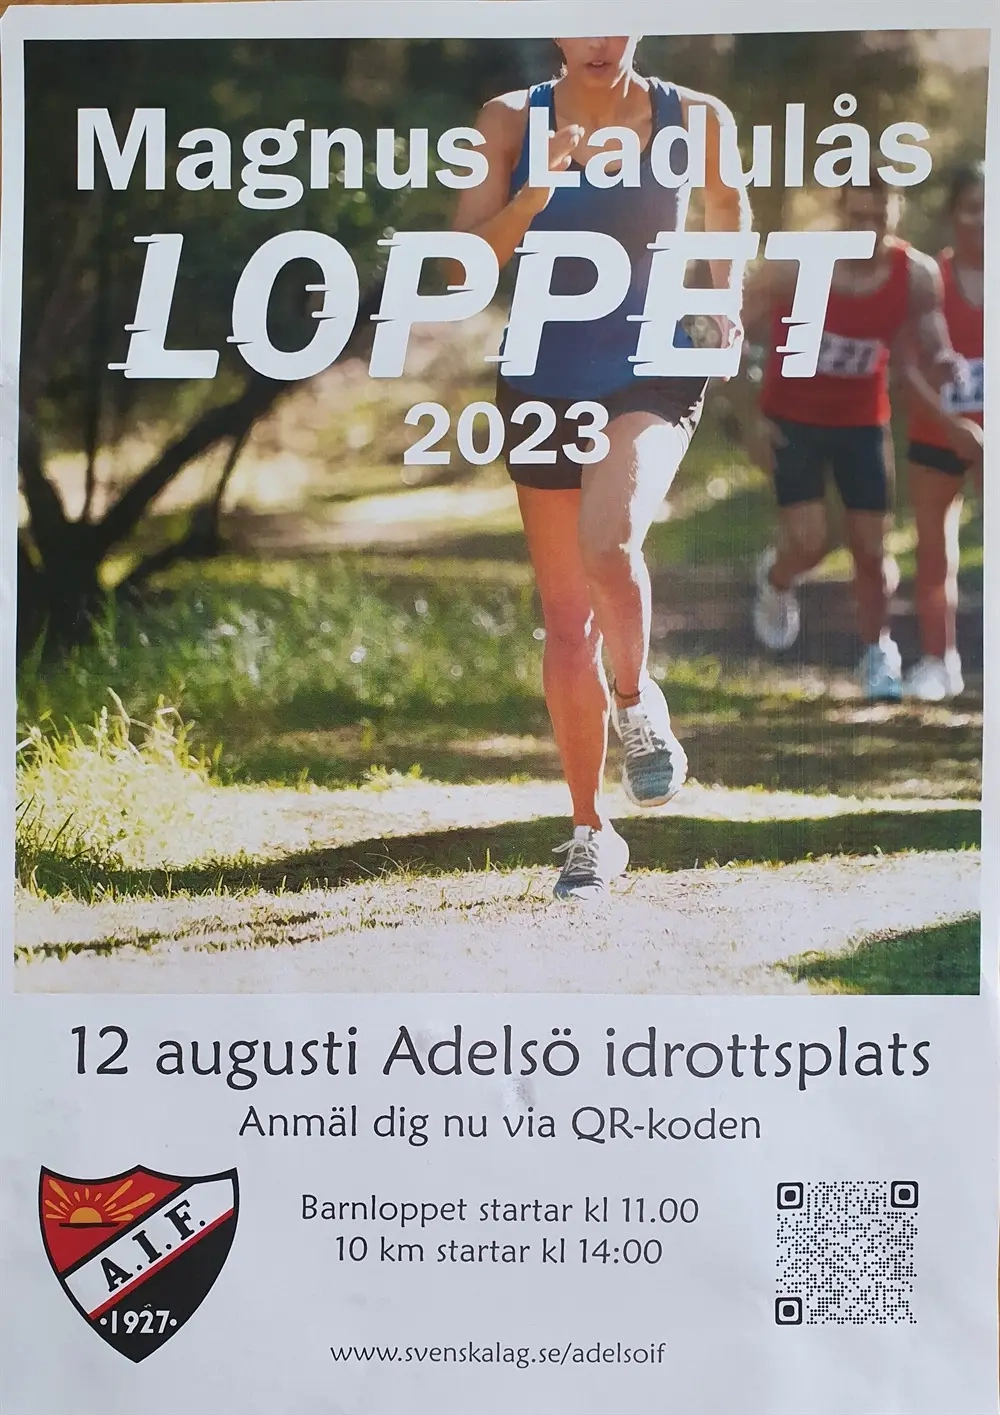 Magnus Ladulås
LOPPET
2023
12 augusti Adelsö idrottsplats
Anmäl dig nu via QR-koden
Barnloppet startar kl 11.00
10 km startar kl 14:00
A.I.F.
·1927·
www.svenskalag.se/adelsoif